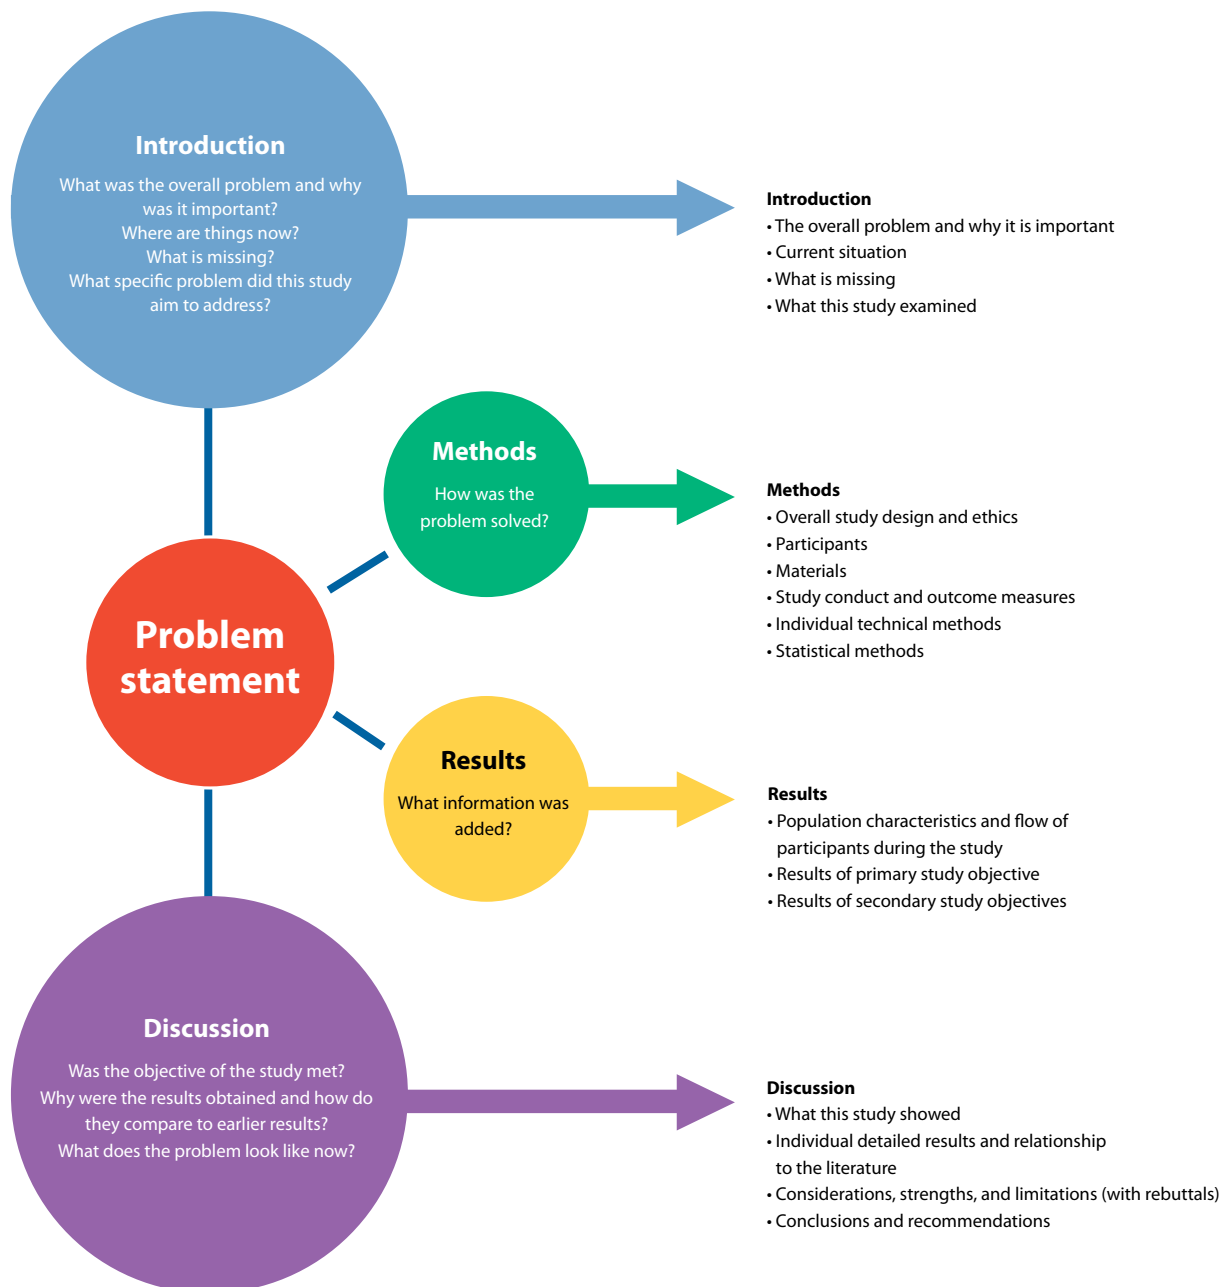 Introduction
What was the overall problem and why
was it important?
Where are things now?
What is missing?
What specific problem did this study
aim to address?
Introduction
• The overall problem and why it is important
• Current situation
• What is missing
• What this study examined
Methods
How was the
problem solved?
Methods
• Overall study design and ethics
• Participants
• Materials
• Study conduct and outcome measures
• Individual technical methods
• Statistical methods
Problem
statement
Results
What information was
added?
Results
• Population characteristics and flow of
participants during the study
• Results of primary study objective
• Results of secondary study objectives
Discussion
Was the objective of the study met?
Why were the results obtained and how do
they compare to earlier results?
What does the problem look like now?
Discussion
• What this study showed
• Individual detailed results and relationship
to the literature
• Considerations, strengths, and limitations (with rebuttals)
• Conclusions and recommendations